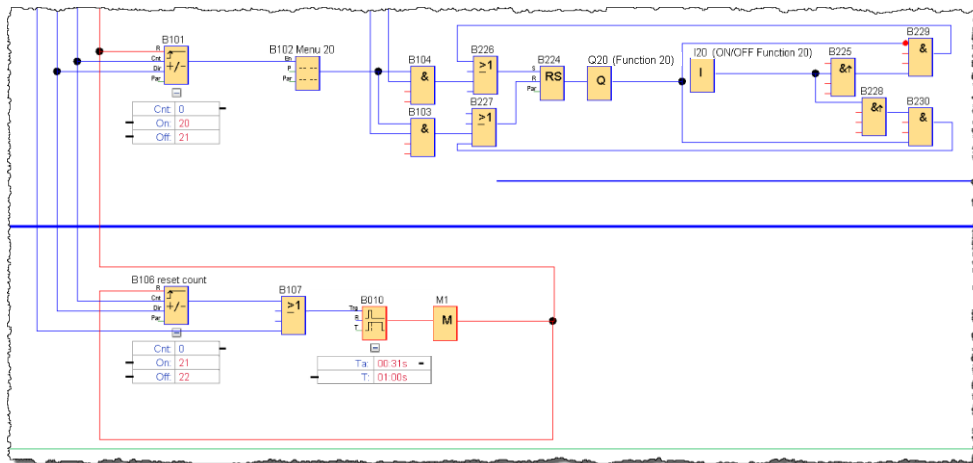 B101
R
Cnt
Dir
Par
+/-
Cnt: 0
On: 20
Off: 21
B102 Menu 20
En
P
Par
B104
&
B103
&
B226
≥1
B227
≥1
B224
S
R
Par
RS
Q20 (Function 20)
Q
I20 (ON/OFF Function 20)
I
B225
&↑
B228
&↑
B229
&
B230
&
B106 reset count
R
Cnt
Dir
Par
+/-
Cnt: 0
On: 21
Off: 22
B107
≥1
B010
Trg
R
T
Ta: 00:31s
T: 01:00s
M1
M